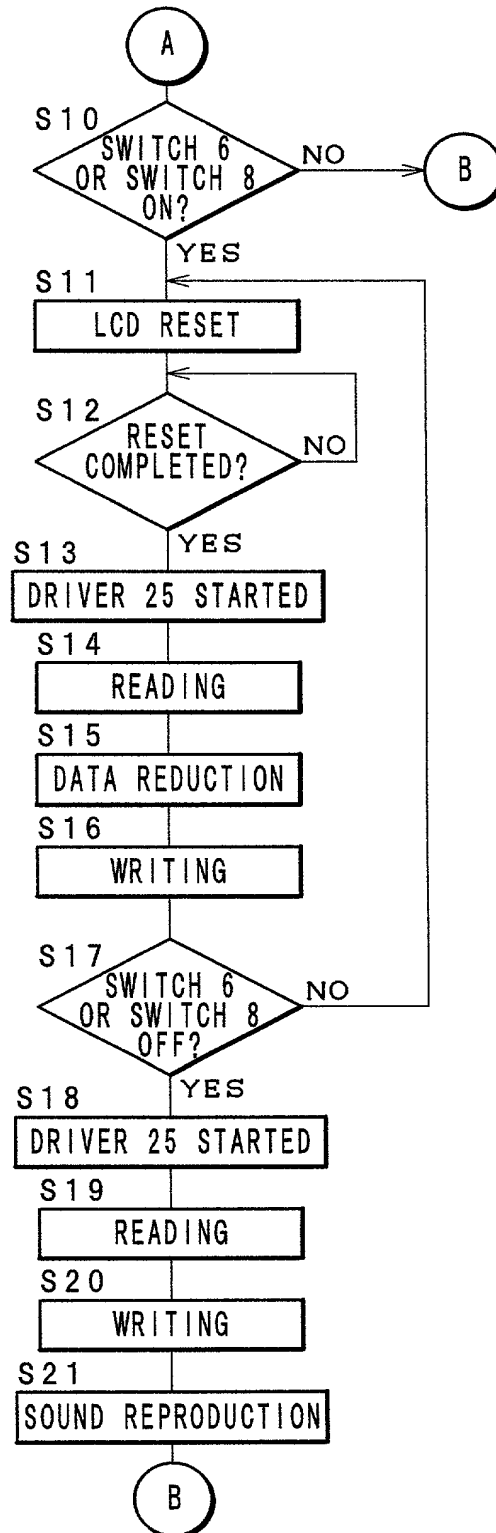 A
S10
SWITCH 6
OR SWITCH 8
ON?
NO
B
YES
S11
LCD RESET
S12
RESET
COMPLETED?
NO
YES
S13
DRIVER 25 STARTED
S14
READING
S15
DATA REDUCTION
S16
WRITING
S17
SWITCH 6
OR SWITCH 8
OFF?
NO
YES
S18
DRIVER 25 STARTED
S19
READING
S20
WRITING
S21
SOUND REPRODUCTION
B